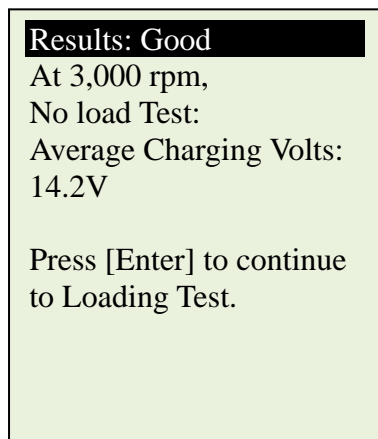 Results: Good
At 3,000 rpm,
No load Test:
Average Charging Volts:
14.2V
Press [Enter] to continue
to Loading Test.